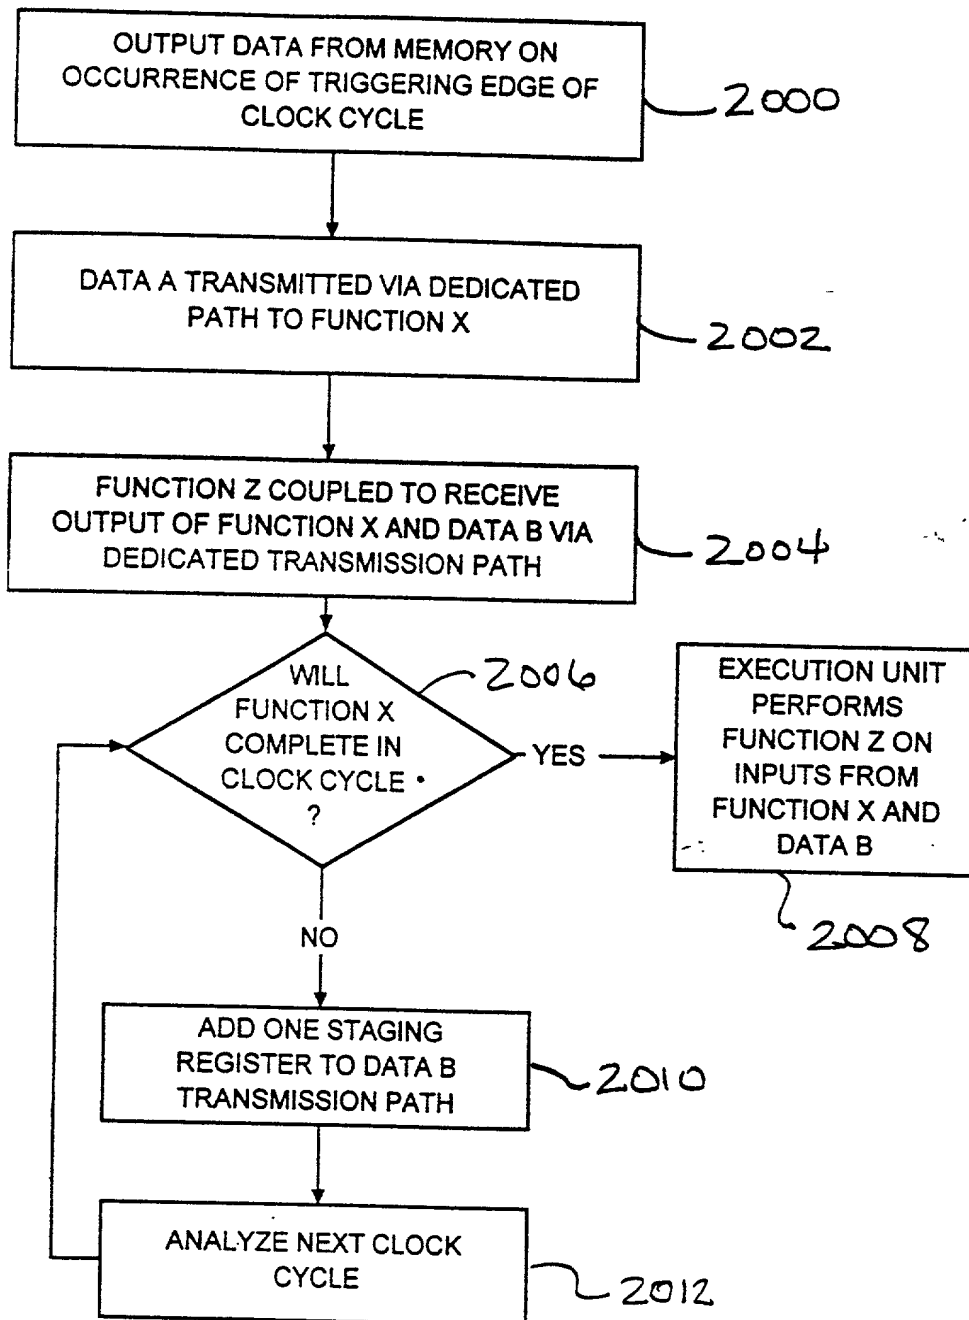 OUTPUT DATA FROM MEMORY ON
OCCURRENCE OF TRIGGERING EDGE OF
CLOCK CYCLE
2000
DATA A TRANSMITTED VIA DEDICATED
PATH TO FUNCTION X
2002
FUNCTION Z COUPLED TO RECEIVE
OUTPUT OF FUNCTION X AND DATA B VIA
DEDICATED TRANSMISSION PATH
2004
WILL
FUNCTION X
COMPLETE IN
CLOCK CYCLE
?
2006
YES
EXECUTION UNIT
PERFORMS
FUNCTION Z ON
INPUTS FROM
FUNCTION X AND
DATA B
2008
NO
ADD ONE STAGING
REGISTER TO DATA B
TRANSMISSION PATH
2010
ANALYZE NEXT CLOCK
CYCLE
2012